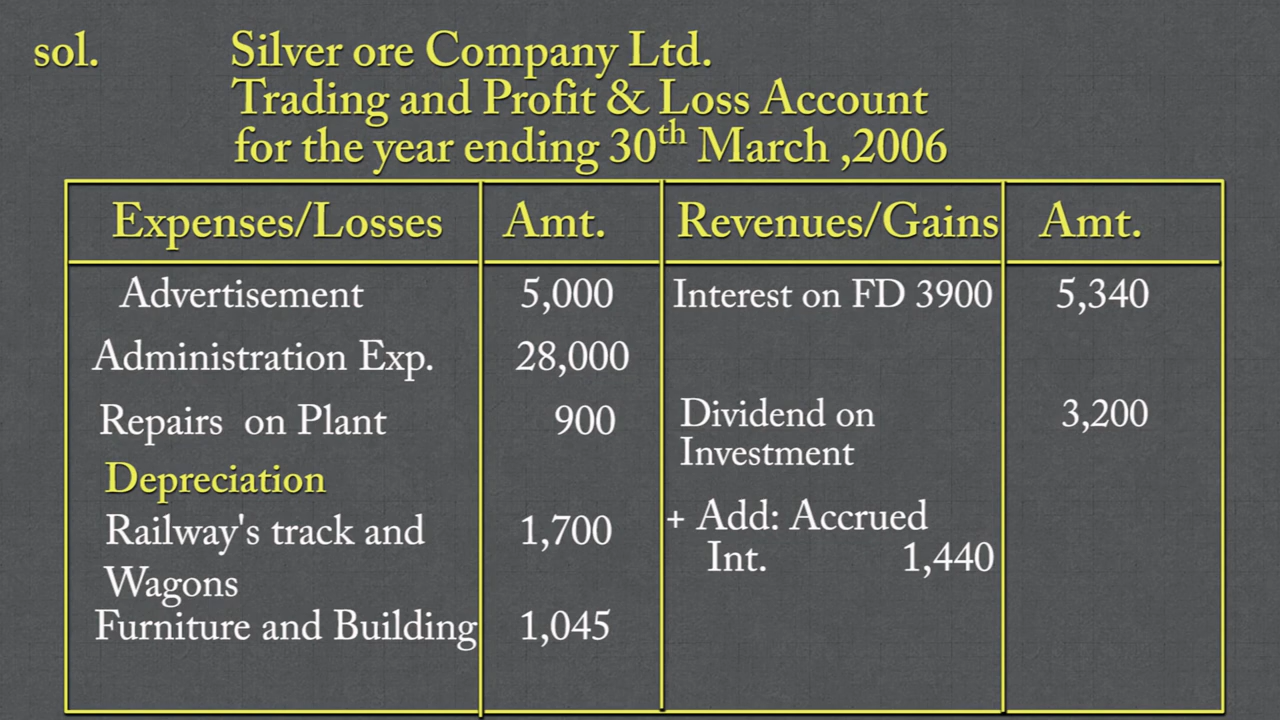 sol.
Silver ore Company Ltd.
Trading and Profit & Loss Account
for the year ending 30th March ,2006
Expenses/Losses Amt. Revenues/Gains Amt.
Advertisement 5,000 Interest on FD 3900 5,340
Administration Exp. 28,000
Repairs on Plant 900 Dividend on 3,200
Investment
Depreciation
Railway's track and 1,700 + Add: Accrued
Int. 1,440
Wagons
Furniture and Building 1,045